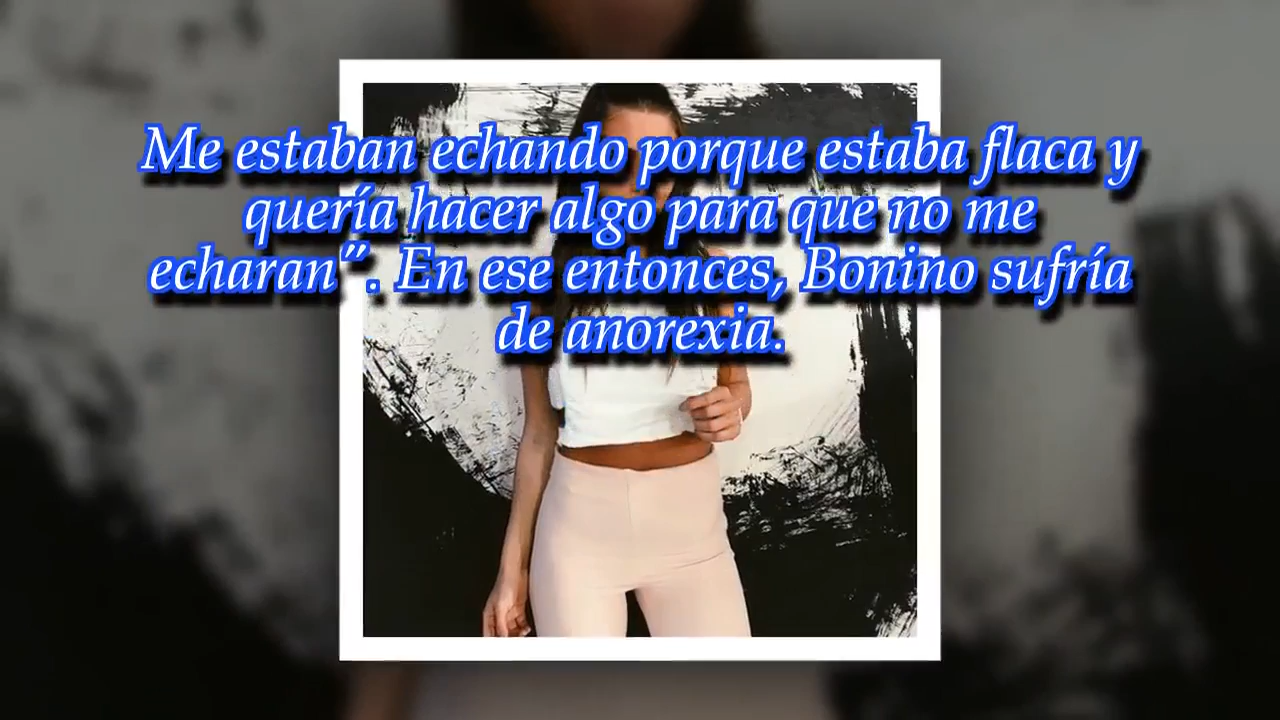 Me estaban echando porque estaba flaca y
quería hacer algo para que no me
echaran”. En ese entonces, Bonino sufría
de anorexia.